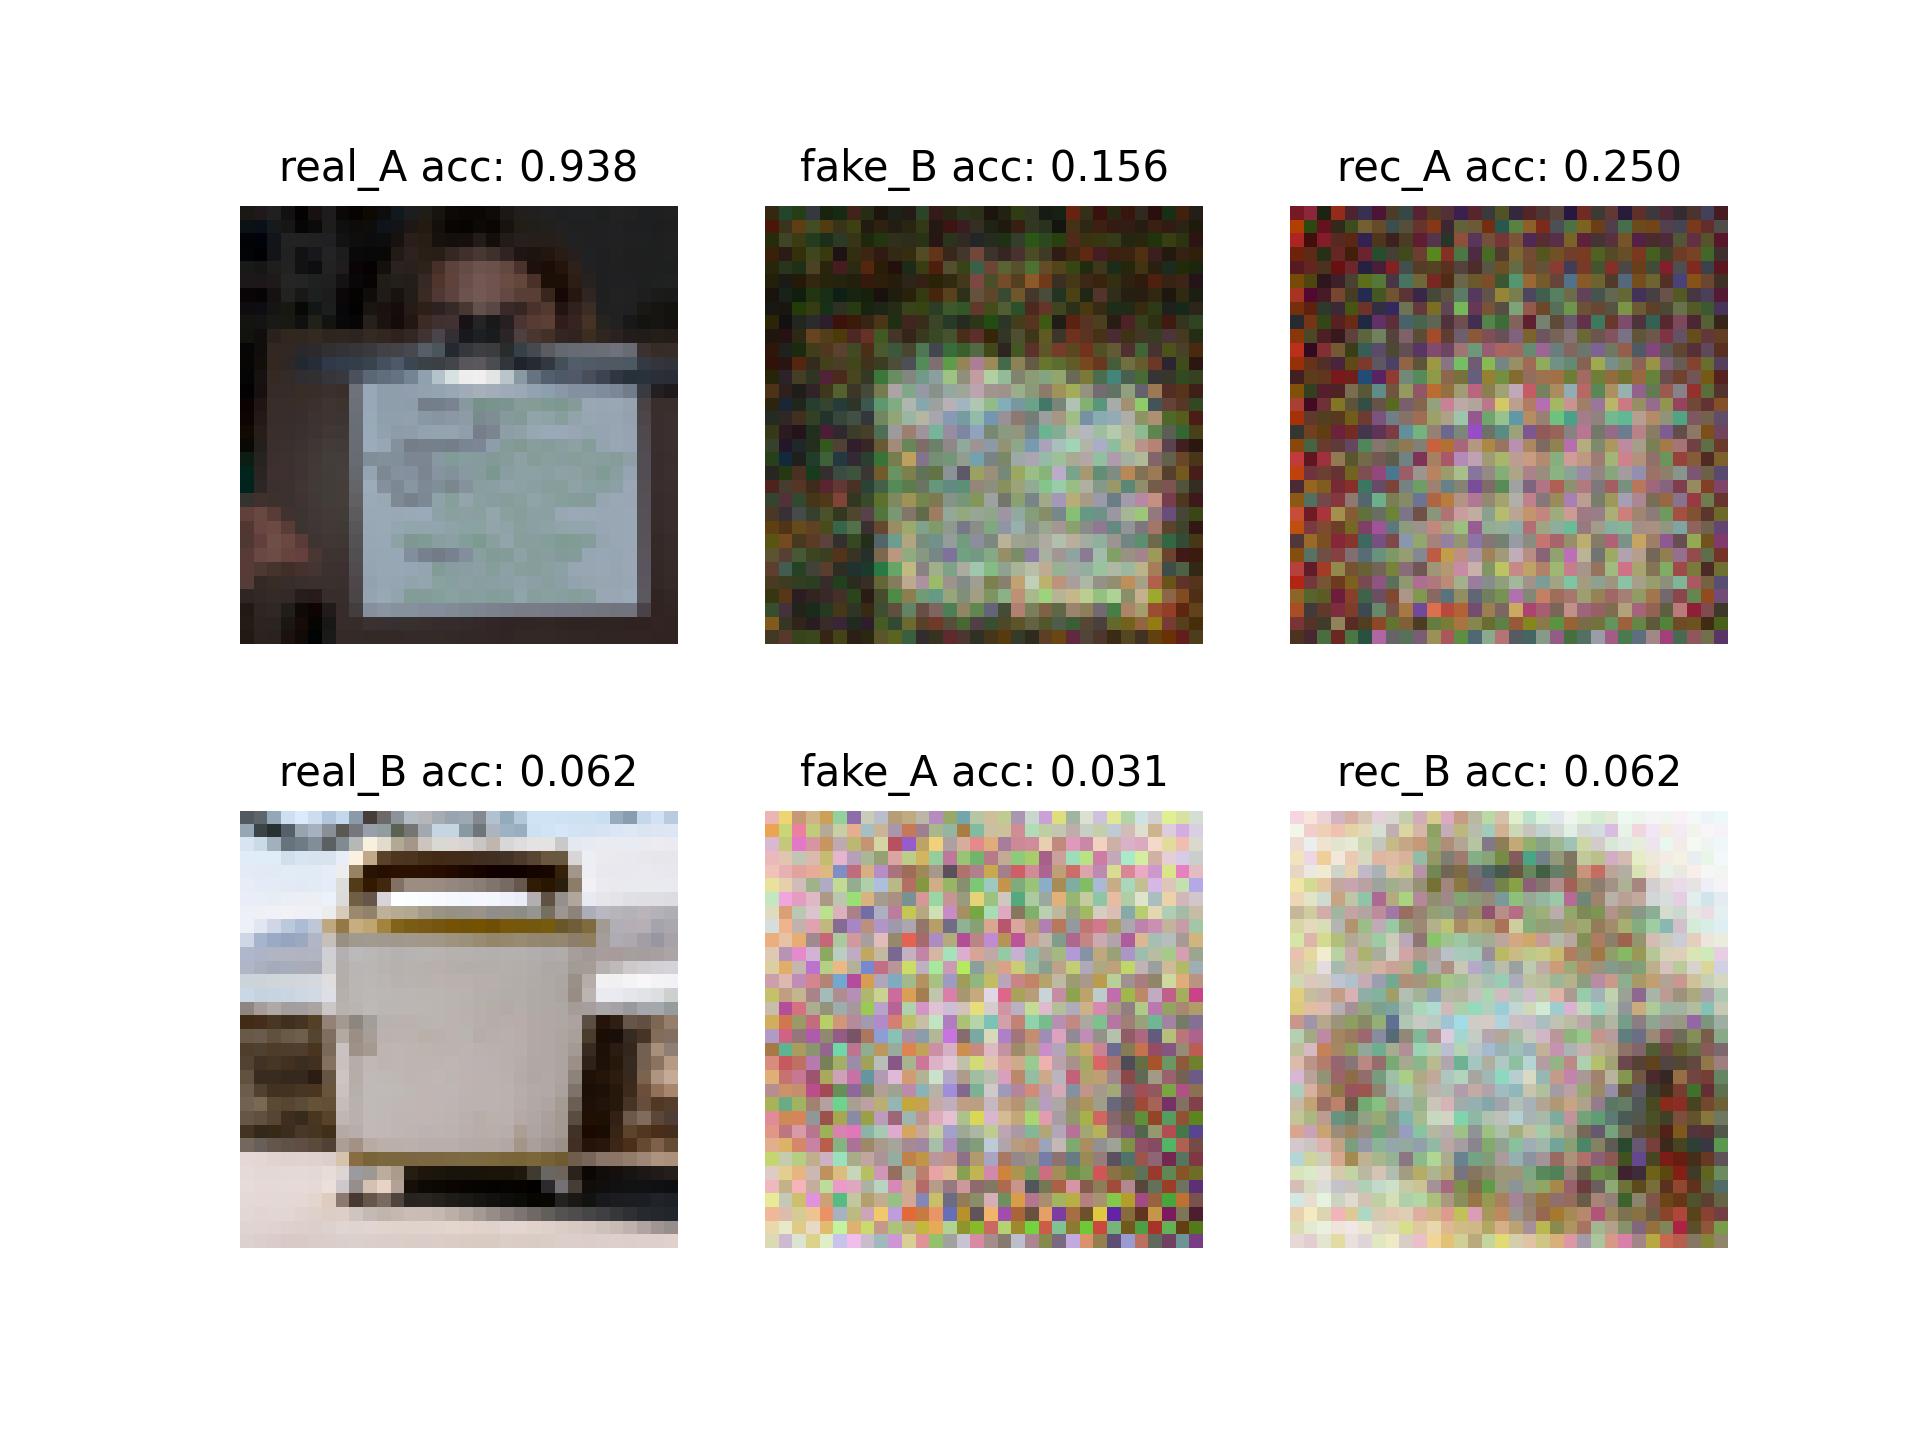 real_A acc: 0.938
fake_B acc: 0.156
rec_A acc: 0.250
real_B acc: 0.062
fake_A acc: 0.031
rec_B acc: 0.062